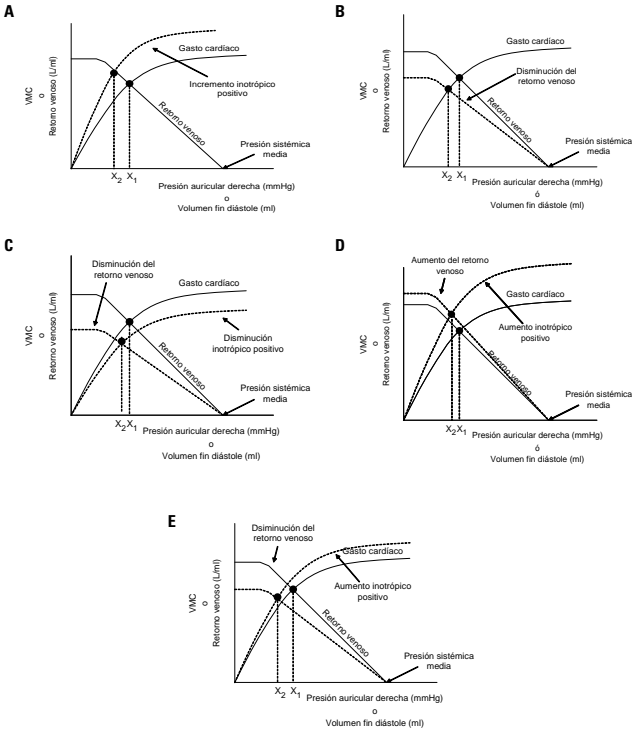 A
VMC
o
Retorno venoso (L/ml)
Gasto cardíaco
Incremento inotrópico
positivo
Retorno venoso
Presión sistémica
media
X2 X1
Presión auricular derecha (mmHg)
o
Volumen fin diástole (ml)
B
VMC
o
Retorno venoso (L/ml)
Gasto cardíaco
Disminución del
retorno venoso
Retorno venoso
Presión sistémica
media
X2 X1
Presión auricular derecha (mmHg)
ó
Volumen fin diástole (ml)
C
VMC
o
Retorno venoso (L/ml)
Disminución del
retorno venoso
Gasto cardíaco
Disminución
inotrópico positivo
Retorno venoso
Presión sistémica
media
X2 X1
Presión auricular derecha (mmHg)
o
Volumen fin diástole (ml)
D
VMC
o
Retorno venoso (L/ml)
Aumento del retorno
venoso
Gasto cardíaco
Aumento inotrópico
positivo
Retorno venoso
Presión sistémica
media
X2 X1
Presión auricular derecha (mmHg)
ó
Volumen fin diástole (ml)
E
VMC
o
Retorno venoso (L/ml)
Dsiminución del
retorno venoso
Gasto cardíaco
Aumento inotrópico
positivo
Retorno venoso
Presión sistémica
media
X2 X1
Presión auricular derecha (mmHg)
o
Volumen fin diástole (ml)